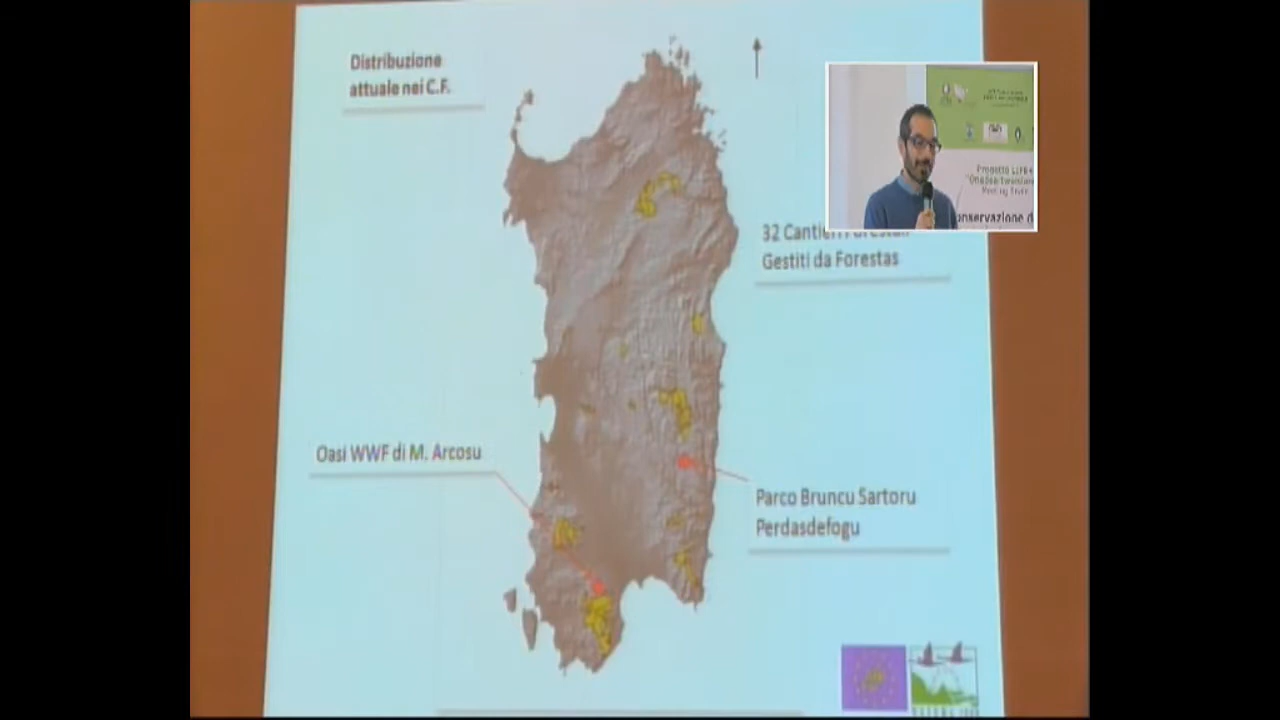 Distribuzione
attuale nei C.F.
32 Cantieri Forestali
Gestiti da Forestas
Oasi WWF di M. Arcosu
Parco Bruncu Sartoru
Perdasdefogu
Progetto LIFE+
onservazione d